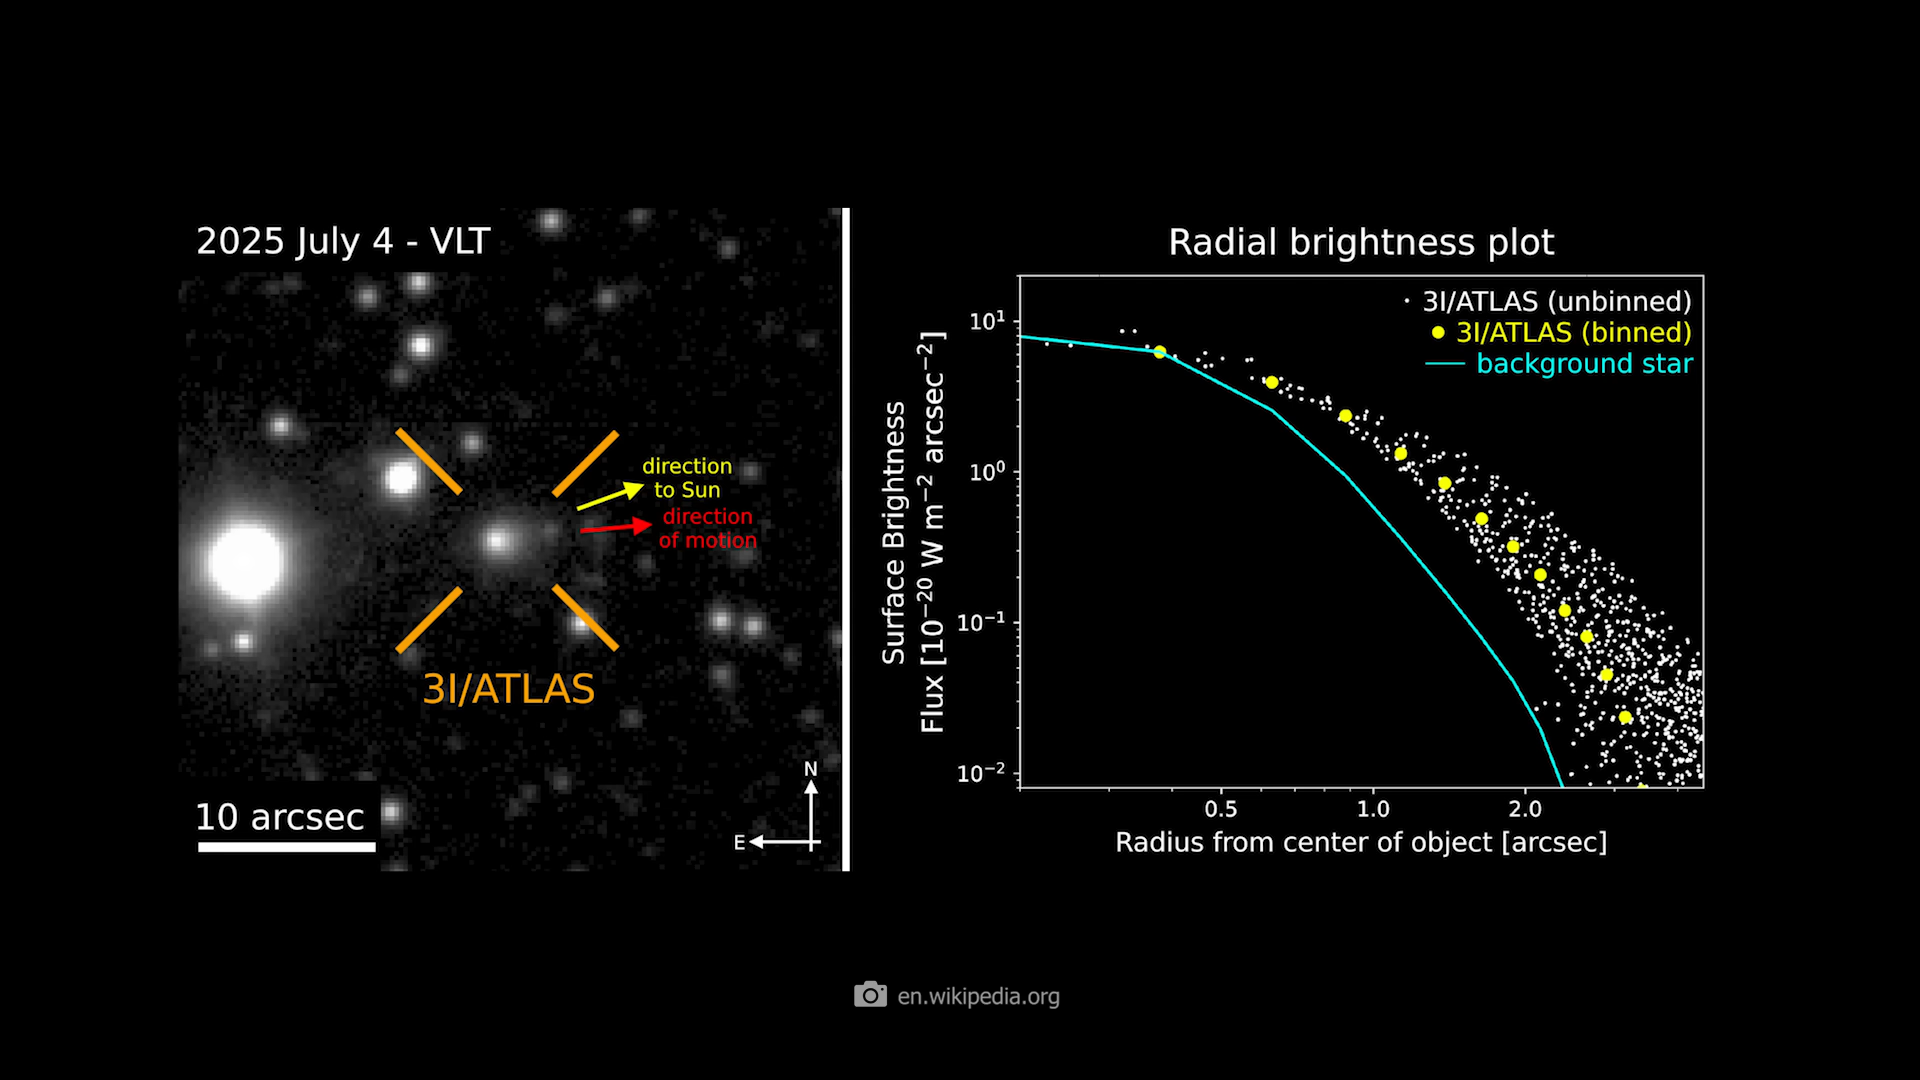 2025 July 4 - VLT
direction
to Sun
direction
of motion
3I/ATLAS
10 arcsec
N
E
Radial brightness plot
3I/ATLAS (unbinned)
3I/ATLAS (binned)
background star
Surface Brightness
Flux [10⁻²⁰ W m⁻² arcsec⁻²]
10¹
10⁰
10⁻¹
10⁻²
0.5 1.0 2.0
Radius from center of object [arcsec]
en.wikipedia.org